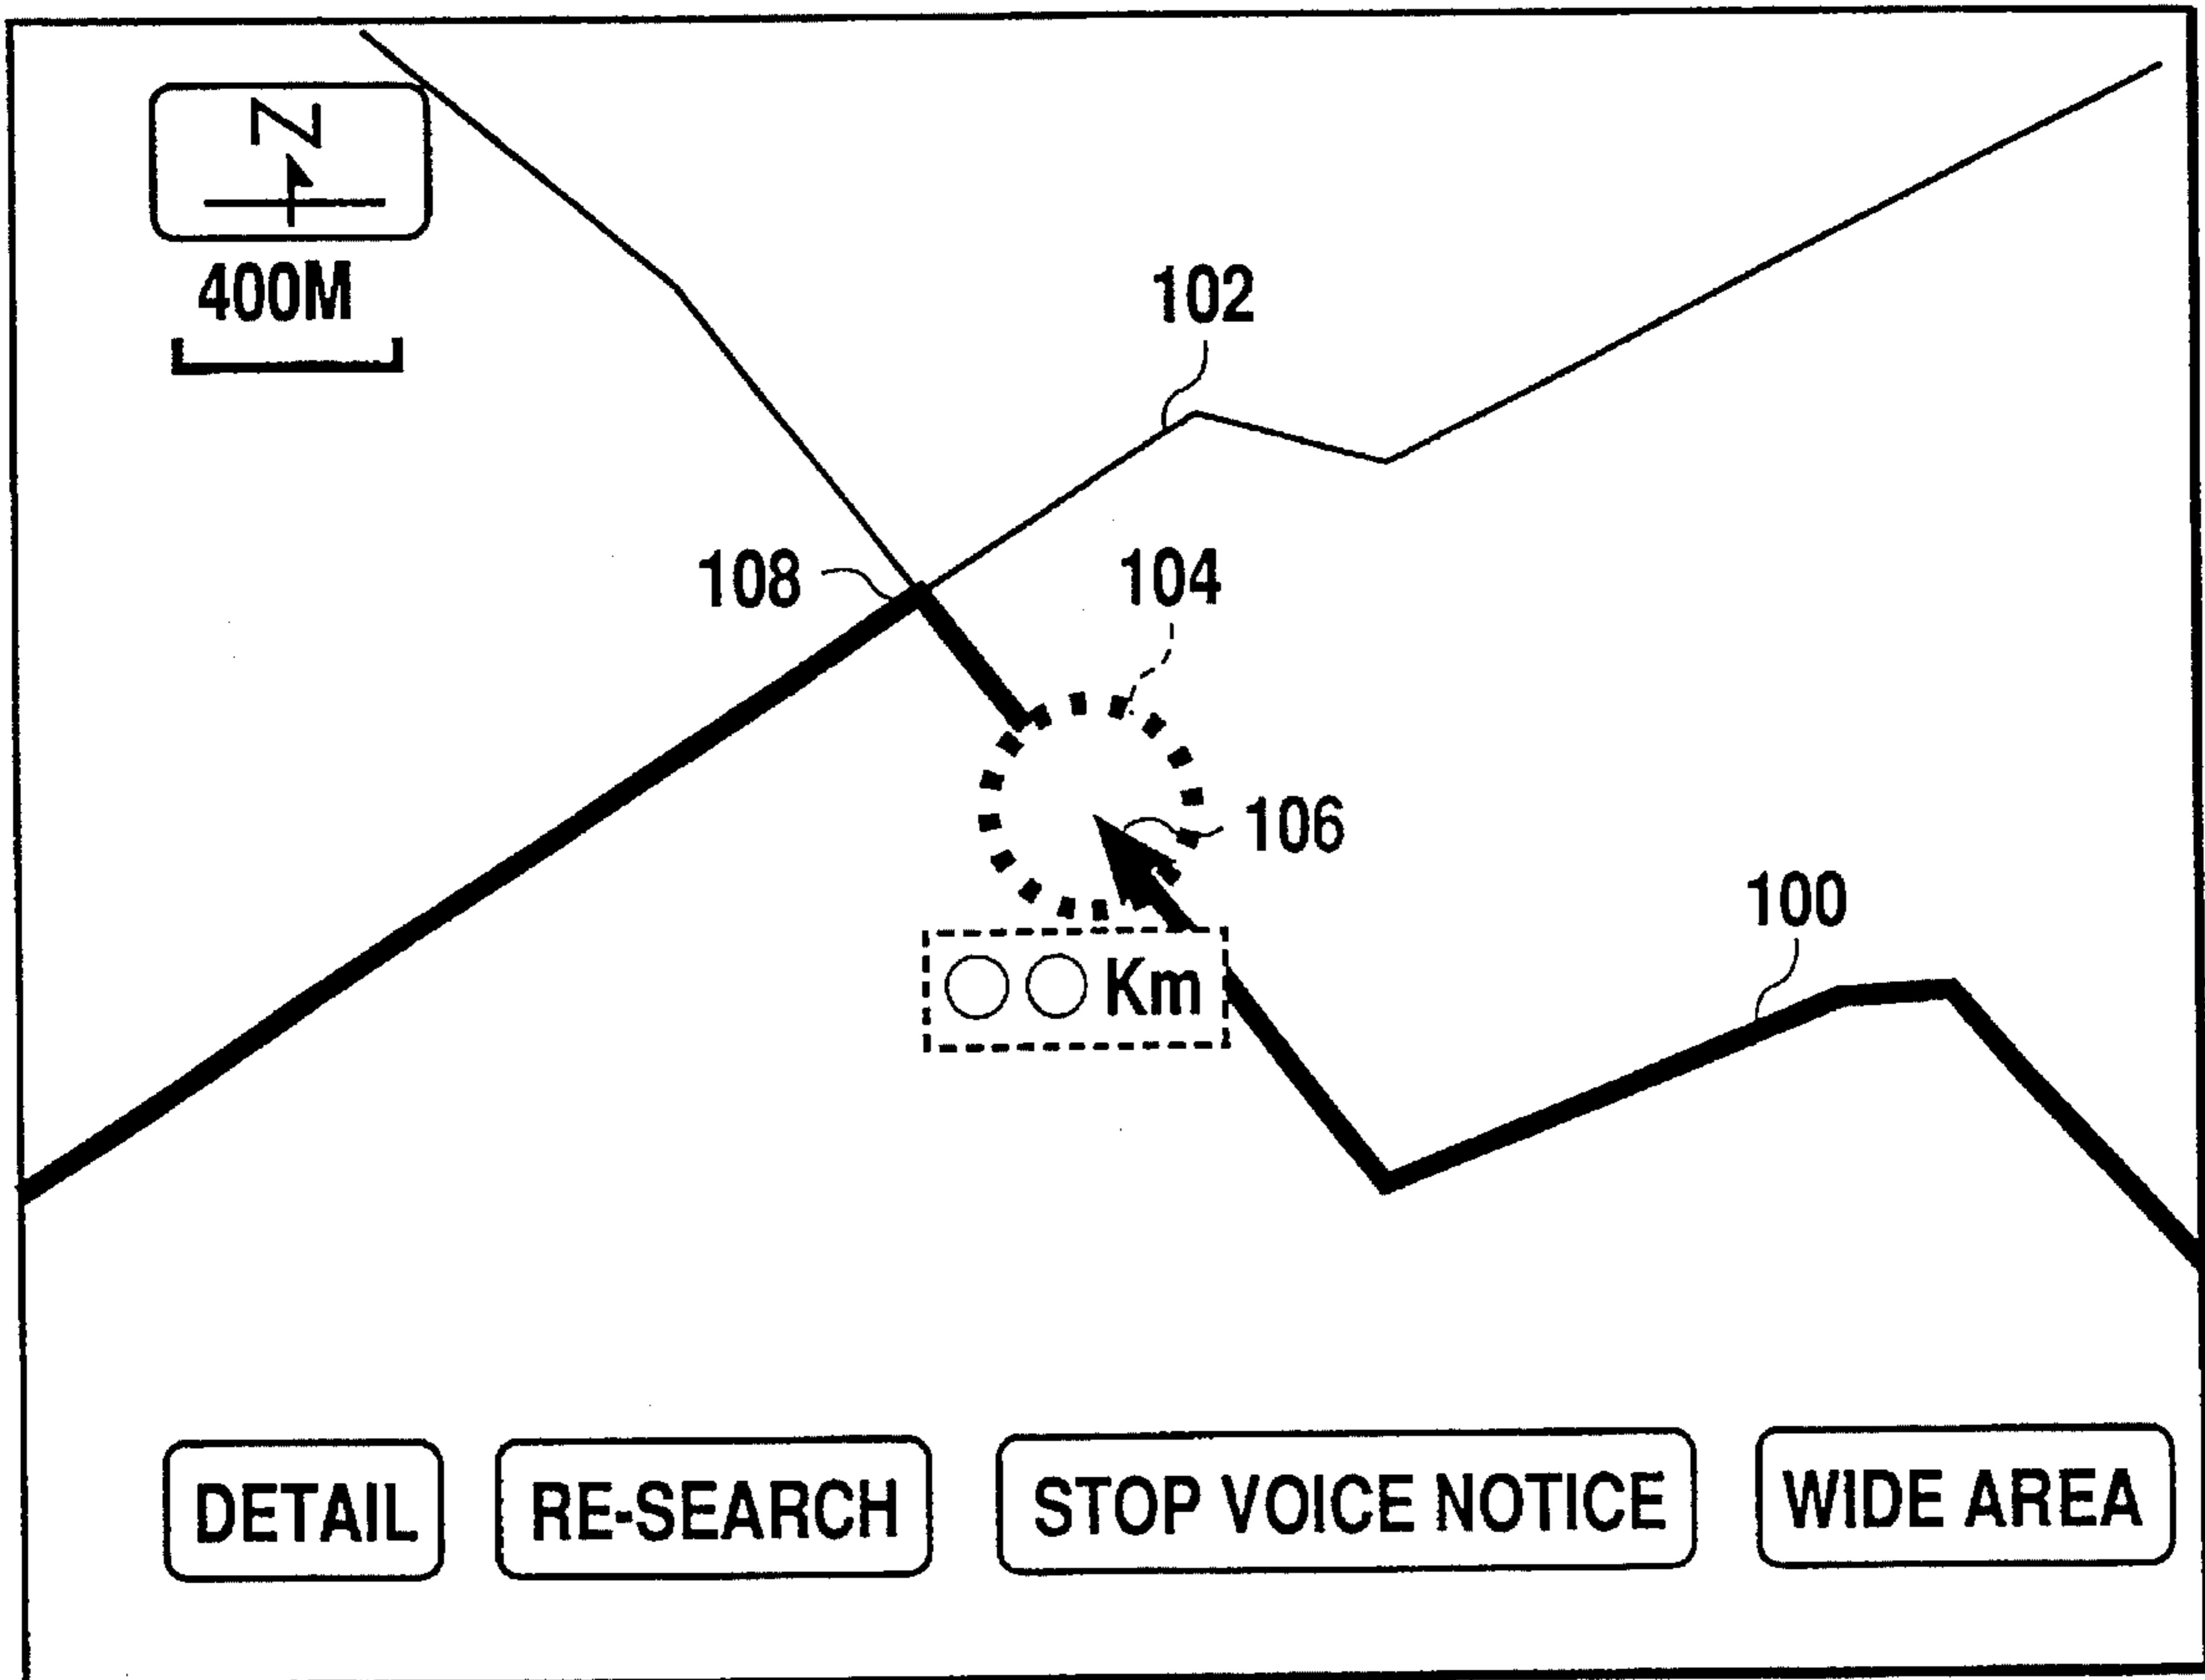 N
400M
102
108
104
106
100
○○Km
DETAIL
RE-SEARCH
STOP VOICE NOTICE
WIDE AREA